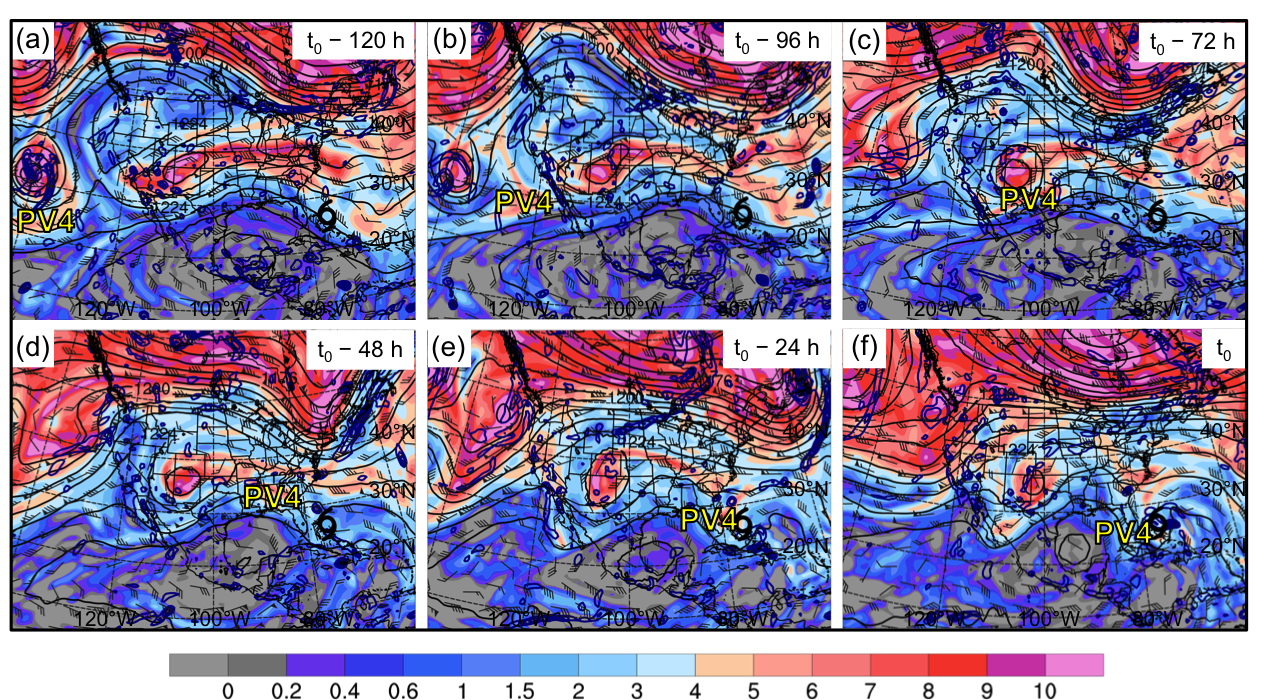 (a) t₀ − 120 h
(b) t₀ − 96 h
(c) t₀ − 72 h
1200 1200
1224 40°N 40°N
30°N 30°N 30°N
PV4 PV4 PV4
1224 1224
20°N 20°N 20°N
120°W 100°W 80°W 120°W 100°W 80°W 120°W 100°W 80°W
(d) t₀ − 48 h
(e) t₀ − 24 h
(f) t₀
1200 1200
1224 40°N 1224 40°N 40°N
1224 30°N 30°N 30°N
PV4 PV4 PV4
20°N 20°N 20°N
120°W 100°W 80°W 120°W 100°W 80°W 120°W 100°W 80°W
0 0.2 0.4 0.6 1 1.5 2 3 4 5 6 7 8 9 10